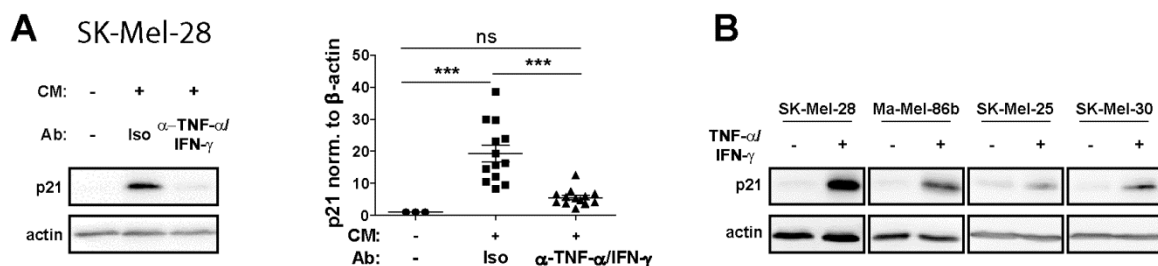 A SK-Mel-28
CM: - + +
Ab: - Iso α–TNF-α/
IFN-γ
p21
actin
ns
*** ***
p21 norm. to β-actin
50
40
30
20
10
0
CM: - + +
Ab: - Iso α-TNF-α/IFN-γ
B
SK-Mel-28 Ma-Mel-86b SK-Mel-25 SK-Mel-30
TNF-α/
IFN-γ - + - + - + - +
p21
actin